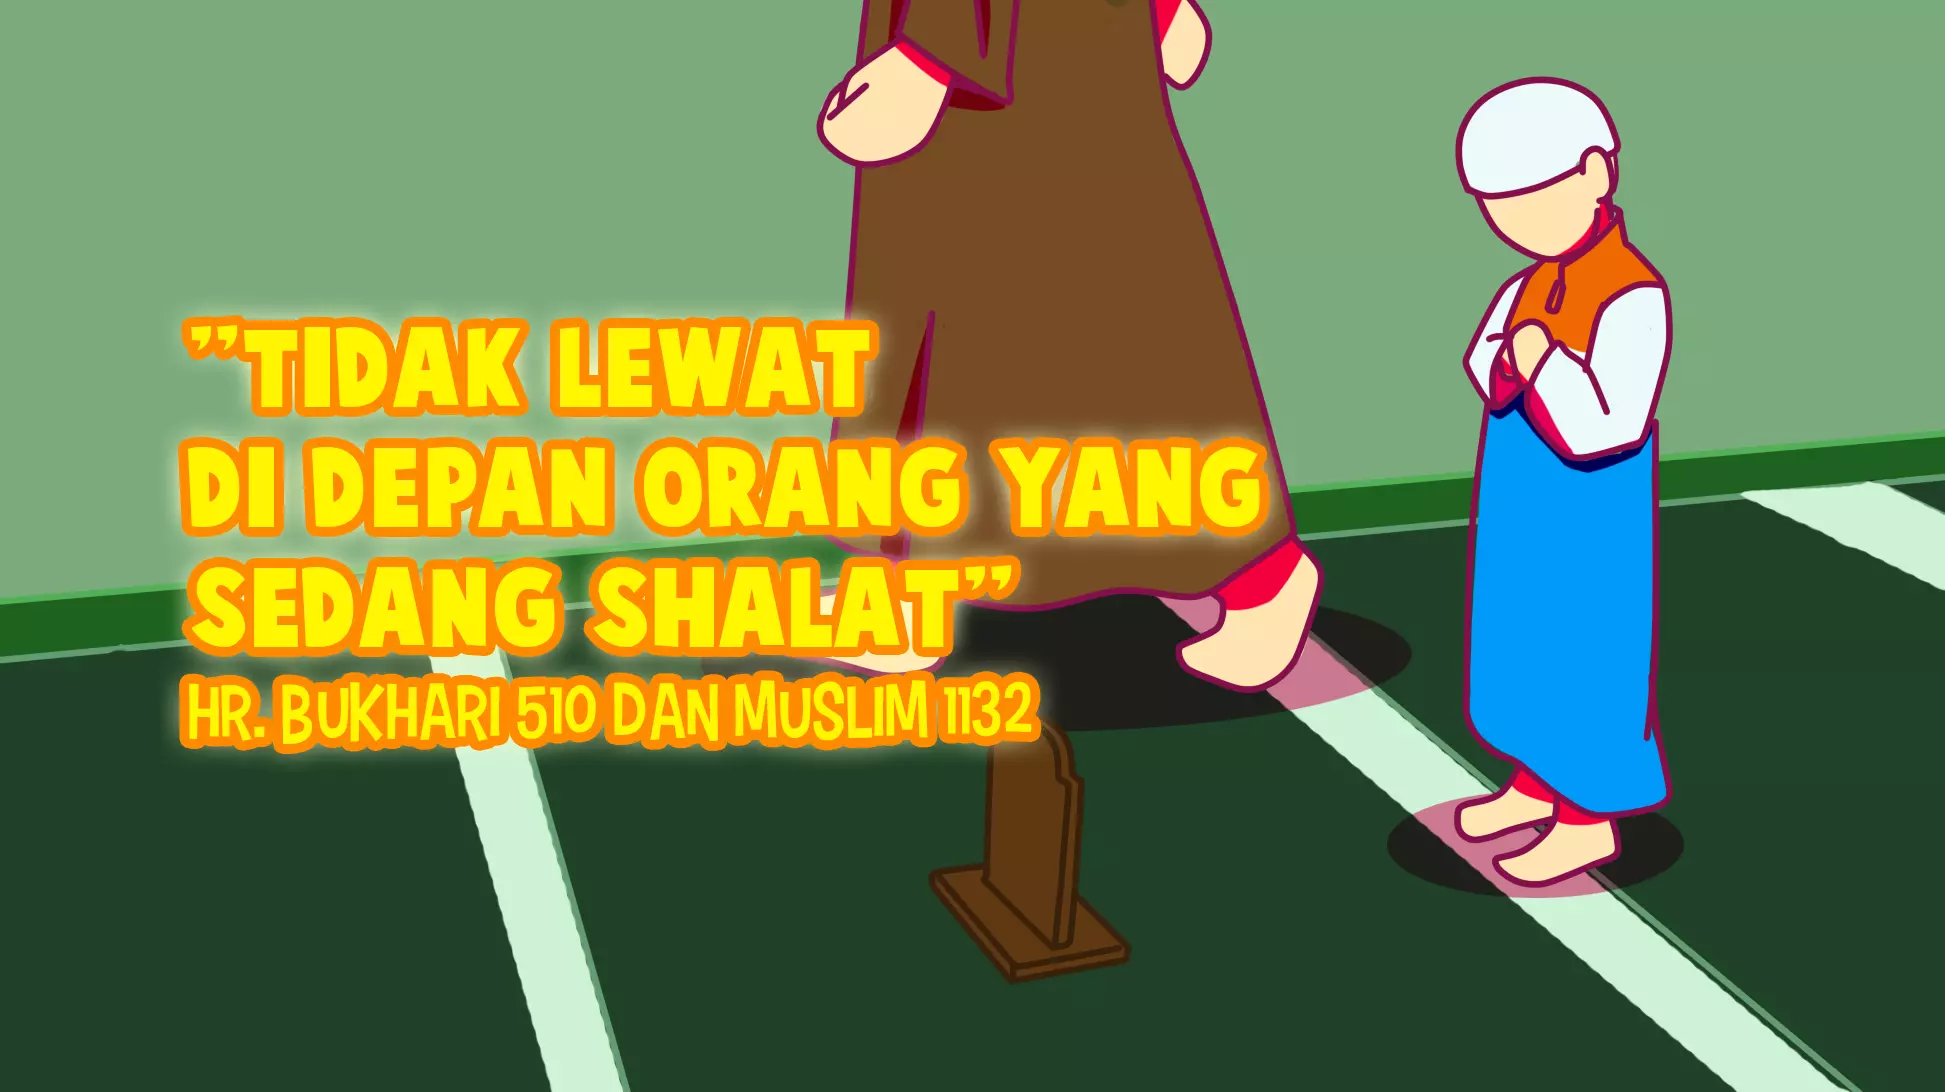 "TIDAK LEWAT
DI DEPAN ORANG YANG
SEDANG SHALAT"
HR. BUKHARI 510 DAN MUSLIM 1132